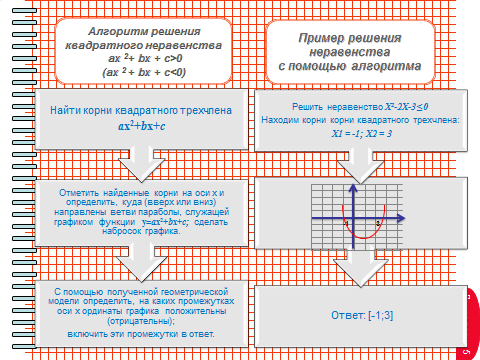 Алгоритм решения
квадратного неравенства
ax ²+ bx + c>0
(ax ² + bx + c<0)
Пример решения
неравенства
с помощью алгоритма
Найти корни квадратного трехчлена
ax²+bx+c
Решить неравенство X²-2X-3≤0
Находим корни корни квадратного трехчлена:
X1 = -1; X2 = 3
Отметить найденные корни на оси x и
определить, куда (вверх или вниз)
направлены ветви параболы, служащей
графиком функции y=ax²+bx+c; сделать
набросок графика.
С помощью полученной геометрической
модели определить, на каких промежутках
оси x ординаты графика положительны
(отрицательны);
включить эти промежутки в ответ.
Ответ: [-1;3]
5